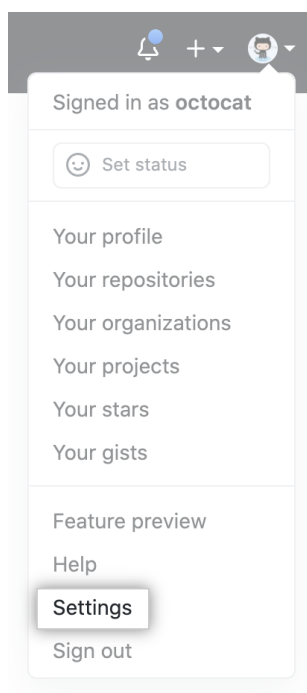 Signed in as octocat
Set status
Your profile
Your repositories
Your organizations
Your projects
Your stars
Your gists
Feature preview
Help
Settings
Sign out